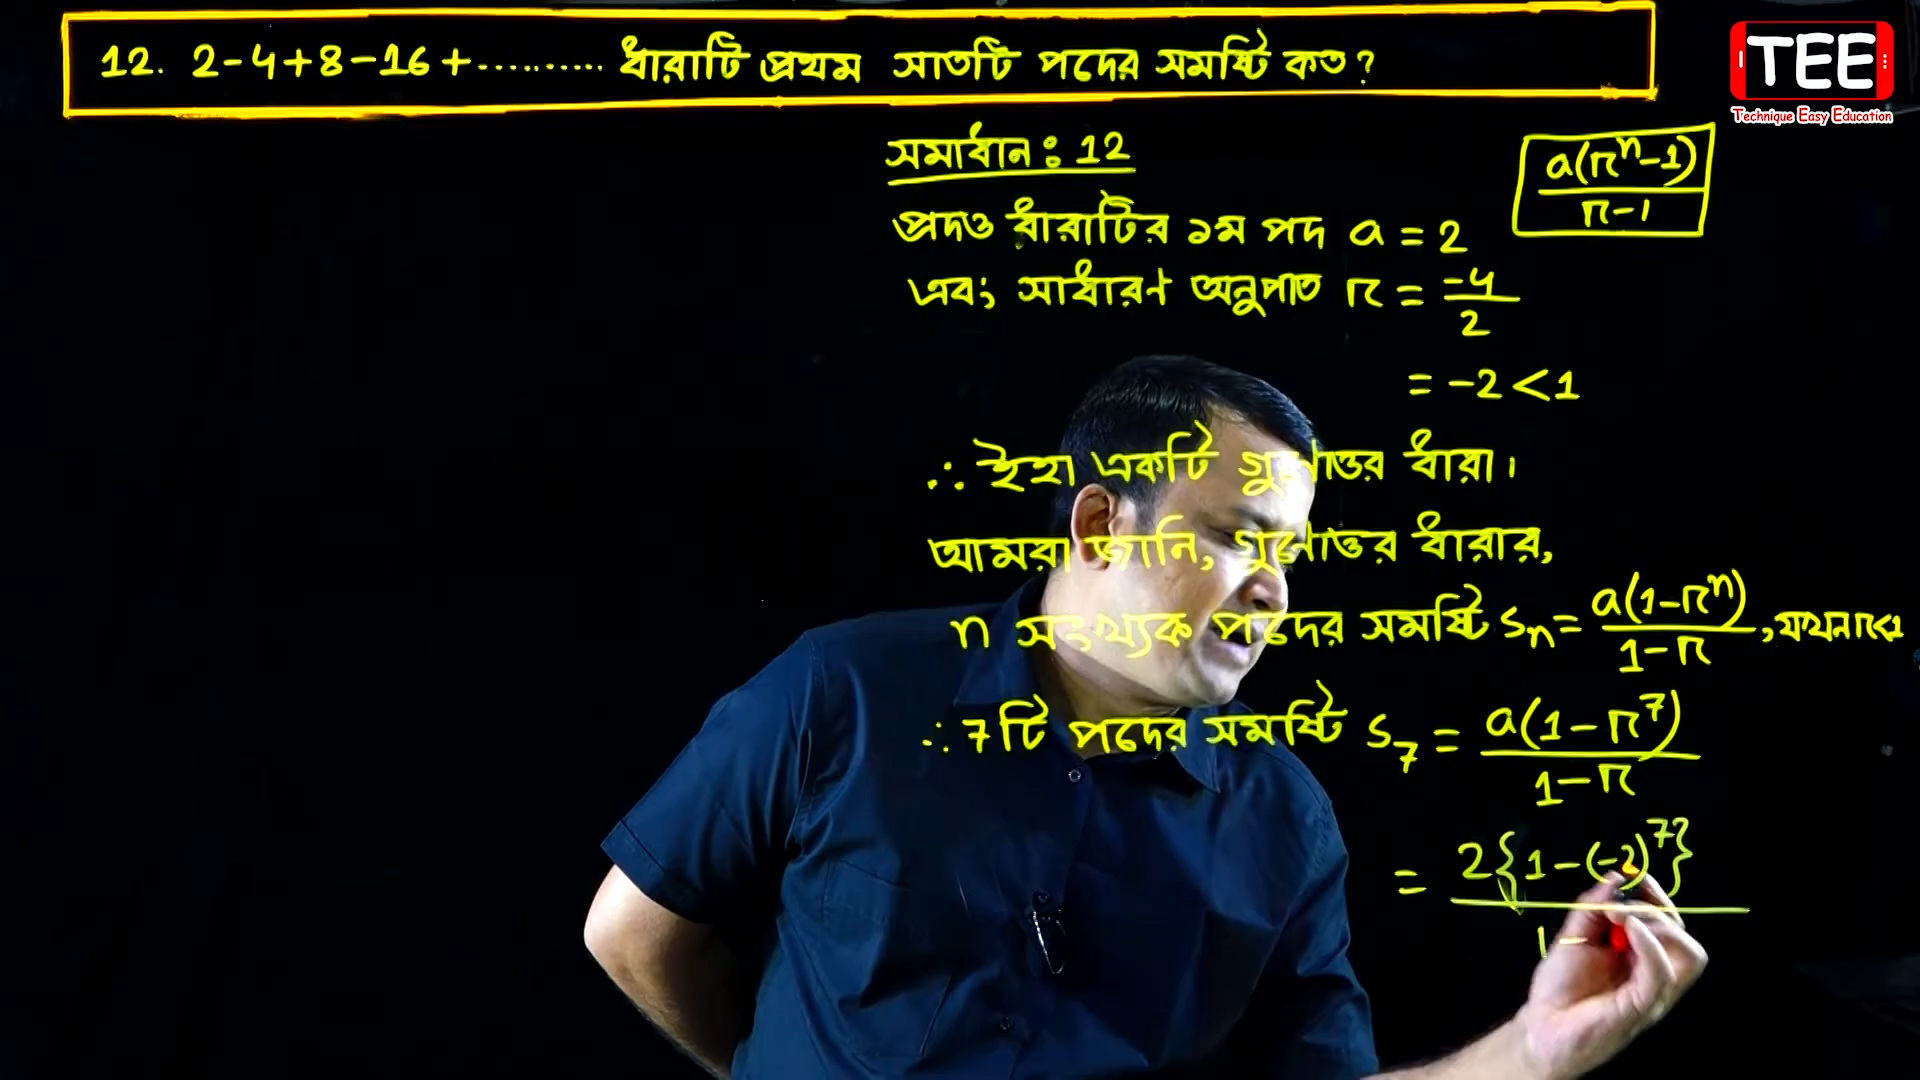 12. 2-4+8-16+.......... ধারাটি প্রথম সাতটি পদের সমষ্টি কত?
TEE
Technique Easy Education
সমাধান : 12
a(r^n-1)/r-1
প্রদত্ত ধারাটির ১ম পদ a = 2
এবং সাধারণ অনুপাত r = -4/2
= -2 < 1
∴ ইহা একটি গুণোত্তর ধারা।
আমরা জানি, গুণোত্তর ধারার,
n সংখ্যক পদের সমষ্টি Sn = a(1-r^n)/1-r, যখন r<1
∴ 7টি পদের সমষ্টি S7 = a(1-r^7)/1-r
= 2{1-(-2)^7}/1-